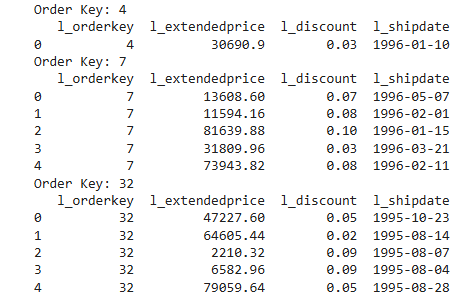 Order Key: 4
l_orderkey l_extendedprice l_discount l_shipdate
0 4 30690.9 0.03 1996-01-10
Order Key: 7
l_orderkey l_extendedprice l_discount l_shipdate
0 7 13608.60 0.07 1996-05-07
1 7 11594.16 0.08 1996-02-01
2 7 81639.88 0.10 1996-01-15
3 7 31809.96 0.03 1996-03-21
4 7 73943.82 0.08 1996-02-11
Order Key: 32
l_orderkey l_extendedprice l_discount l_shipdate
0 32 47227.60 0.05 1995-10-23
1 32 64605.44 0.02 1995-08-14
2 32 2210.32 0.09 1995-08-07
3 32 6582.96 0.09 1995-08-04
4 32 79059.64 0.05 1995-08-28